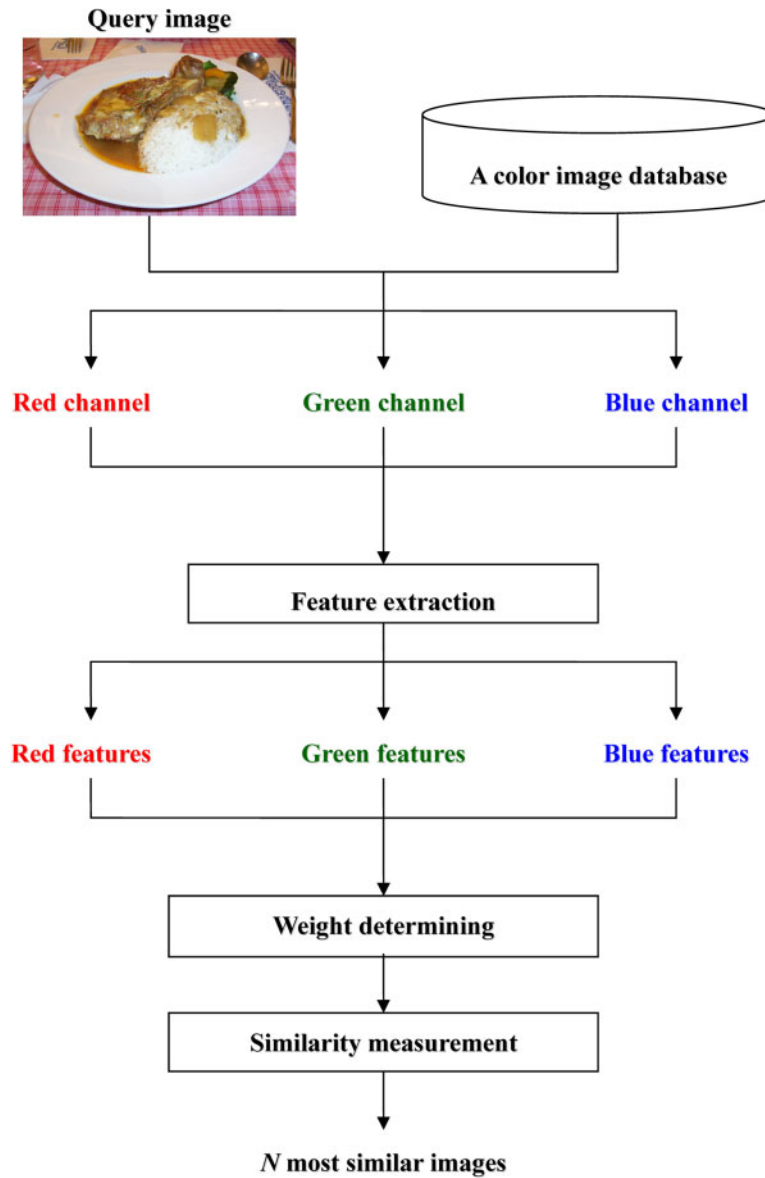 Query image
A color image database
Red channel
Green channel
Blue channel
Feature extraction
Red features
Green features
Blue features
Weight determining
Similarity measurement
N most similar images